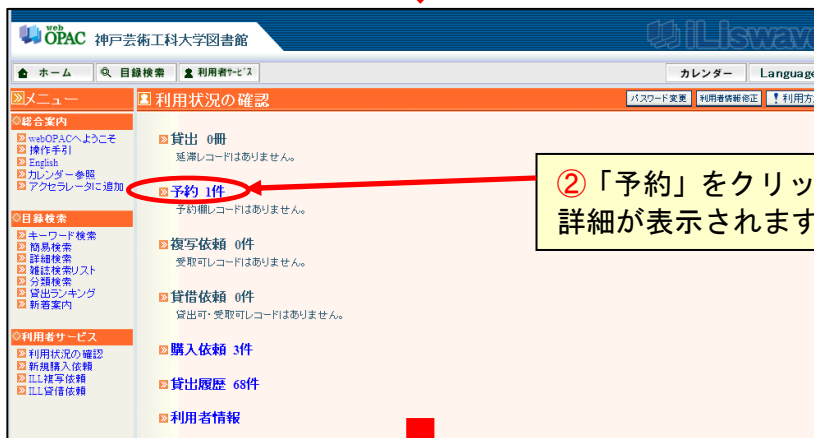 web OPAC 神戸芸術工科大学図書館
iLiswave
ホーム 目録検索 利用者サービス カレンダー Language
メニュー
利用状況の確認 パスワード変更 利用者情報修正 !利用方
総合案内
webOPACへようこそ
操作手引
English
カレンダー参照
アクセラレータに追加
目録検索
キーワード検索
簡易検索
詳細検索
雑誌検索リスト
分類検索
貸出ランキング
新着案内
利用者サービス
利用状況の確認
新規購入依頼
ILL複写依頼
ILL貸借依頼
貸出 0冊
延滞レコードはありません。
予約 1件
予約棚レコードはありません。
複写依頼 0件
受取可レコードはありません。
貸借依頼 0件
貸出可・受取可レコードはありません。
購入依頼 3件
貸出履歴 68件
利用者情報
②「予約」をクリッ
詳細が表示されます